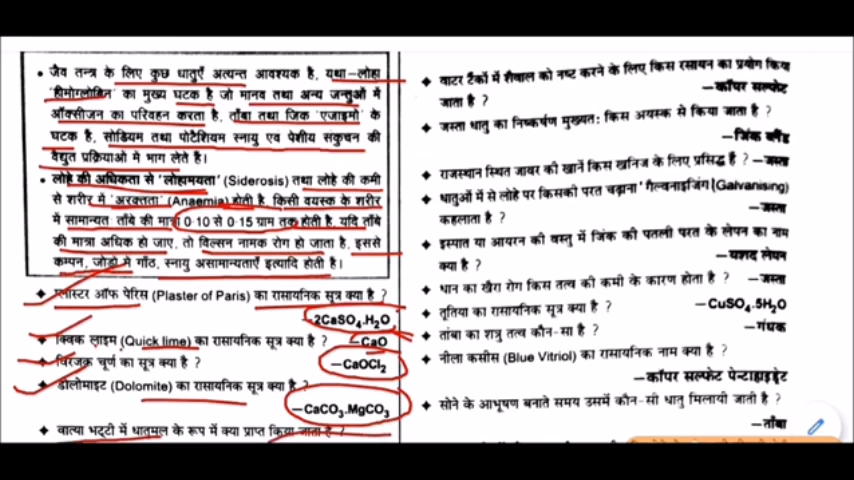 • जैव तन्त्र के लिए कुछ धातुएँ अत्यन्त आवश्यक है, यथा-लोहा
'हीमोग्लोबिन' का मुख्य घटक है जो मानव तथा अन्य जन्तुओं में
ऑक्सीजन का परिवहन करता है, ताँबा तथा जिंक 'एंजाइमो' के
घटक है, सोडियम तथा पोटैशियम स्नायु एव पेशीय संकुचन की
वैद्युत प्रक्रियाओ मे भाग लेते है।
• लोहे की अधिकता से 'लोहामयता' (Siderosis) तथा लोहे की कमी
से शरीर में 'अरक्तता' (Anaemia) होती है. किसी वयस्क के शरीर
में सामान्यत ताँबे की मात्रा 0·10 से 0·15 ग्राम तक होती है. यदि ताँबे
की मात्रा अधिक हो जाए, तो विल्सन नामक रोग हो जाता है, इससे
कम्पन, जोड़ो मे गाँठ, स्नायु असामान्यताएँ इत्यादि होती है।
✦ प्लास्टर ऑफ पेरिस (Plaster of Paris) का रासायनिक सूत्र क्या है ?
–2CaSO₄.H₂O
✦ क्विक लाइम (Quick lime) का रासायनिक सूत्र क्या है ?
–CaO
✦ विरंजक चूर्ण का सूत्र क्या है ?
–CaOCl₂
✦ डोलोमाइट (Dolomite) का रासायनिक सूत्र क्या है ?
–CaCO₃.MgCO₃
✦ वात्या भट्टी में धातुमल के रूप में क्या प्राप्त किया जाता है ?
✦ वाटर टैंकों में शैवाल को नष्ट करने के लिए किस रसायन का प्रयोग किया
जाता है ?
–कॉपर सल्फेट
✦ जस्ता धातु का निष्कर्षण मुख्यतः किस अयस्क से किया जाता है ?
–जिंक ब्लैंड
✦ राजस्थान स्थित जावर की खानें किस खनिज के लिए प्रसिद्ध हैं ? –जस्ता
✦ धातुओं में से लोहे पर किसकी परत चढ़ाना 'गैल्वनाइजिंग (Galvanising)
कहलाता है ?
–जस्ता
✦ इस्पात या आयरन की वस्तु में जिंक की पतली परत के लेपन का नाम
क्या है ?
–यशद लेपन
✦ धान का खैरा रोग किस तत्व की कमी के कारण होता है ? –जस्ता
✦ तूतिया का रासायनिक सूत्र क्या है ? –CuSO₄.5H₂O
✦ तांबा का शत्रु तत्व कौन-सा है ? –गंधक
✦ नीला कसीस (Blue Vitriol) का रासायनिक नाम क्या है ?
–कॉपर सल्फेट पेन्टाहाइड्रेट
✦ सोने के आभूषण बनाते समय उसमें कौन-सी धातु मिलायी जाती है ?
–ताँबा